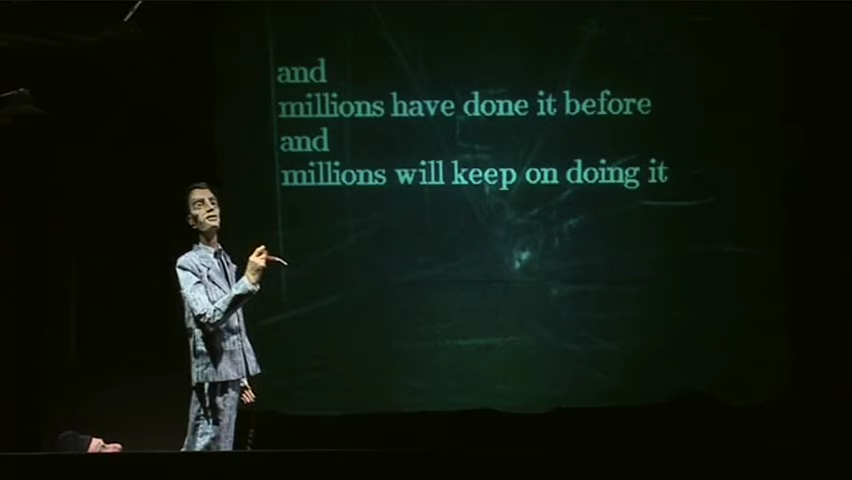 and
millions have done it before
and
millions will keep on doing it